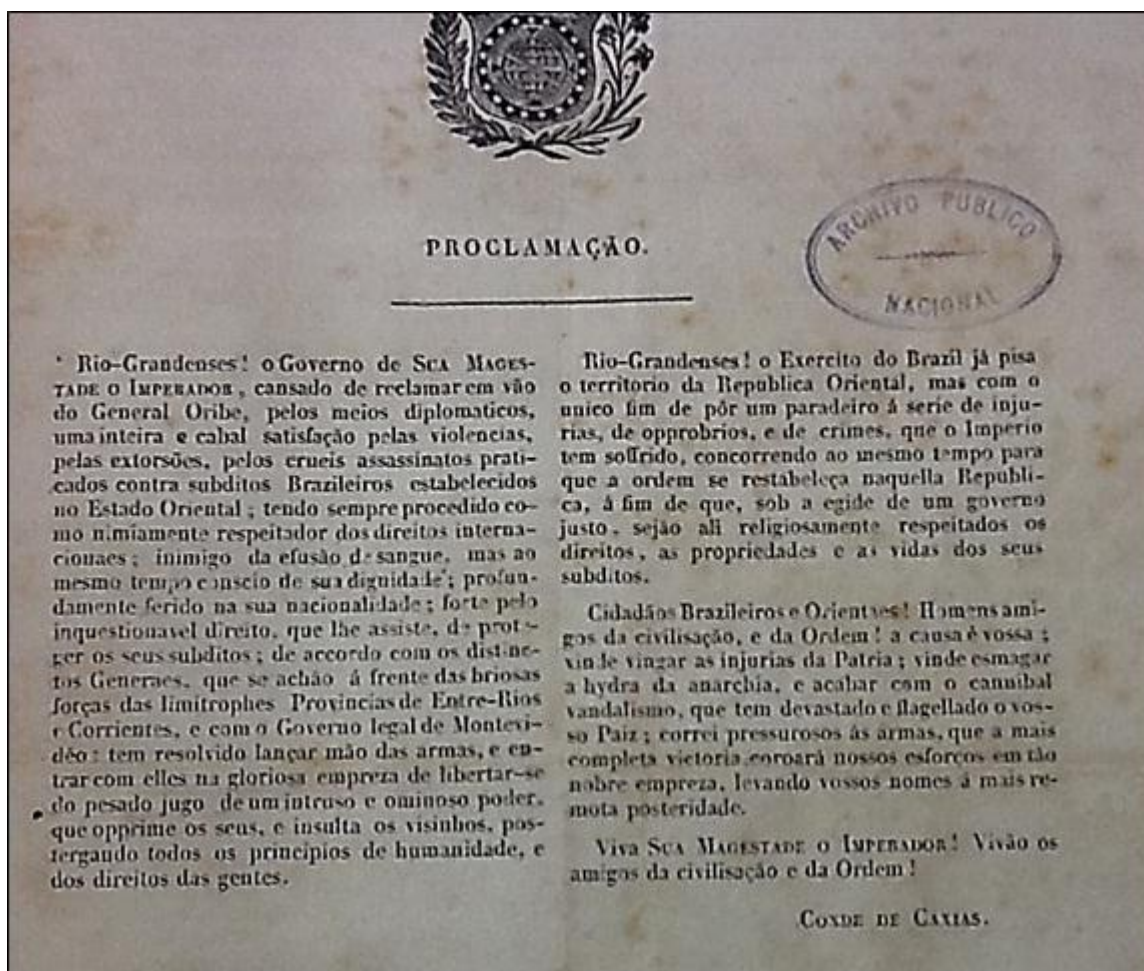 PROCLAMAÇÃO.
ARCHIVO PUBLICO
NACIONAL
Rio-Grandenses! o Governo de SUA MAGES-
TADE O IMPERADOR, cansado de reclamar em vão
do General Oribe, pelos meios diplomaticos,
uma inteira e cabal satisfação pelas violencias,
pelas extorsões, pelos crueis assassinatos prati-
cados contra subditos Brazileiros estabelecidos
no Estado Oriental; tendo sempre procedido co-
mo nimiamente respeitador dos direitos interna-
cionaes; inimigo da efusão de sangue, mas ao
mesmo tempo conscio de sua dignidade; profun-
damente ferido na sua nacionalidade; forte pelo
inquestionavel direito, que lhe assiste, de prote-
ger os seus subditos; de accordo com os distinc-
tos Generaes, que se achão á frente das briosas
forças das limitrophes Provincias de Entre-Rios
e Corrientes, e com o Governo legal de Montevi-
déo: tem resolvido lançar mão das armas, e en-
trar com elles na gloriosa empreza de libertar-se
do pesado jugo de um intruso e ominoso poder,
que opprime os seus, e insulta os visinhos, pos-
tergando todos os principios de humanidade, e
dos direitos das gentes.
Rio-Grandenses! o Exercito do Brazil já pisa
o territorio da Republica Oriental, mas com o
unico fim de pôr um paradeiro á serie de inju-
rias, de opprobrios, e de crimes, que o Imperio
tem soffrido, concorrendo ao mesmo tempo para
que a ordem se restabeleça naquella Republi-
ca, á fim de que, sob a egide de um governo
justo, sejão ali religiosamente respeitados os
direitos, as propriedades e as vidas dos seus
subditos.
Cidadãos Brazileiros e Orientaes! Homens ami-
gos da civilisação, e da Ordem! a causa é vossa;
vinde vingar as injurias da Patria; vinde esmagar
a hydra da anarchia, e acabar com o cannibal
vandalismo, que tem devastado e flagellado o vos-
so Paiz; correi pressurosos ás armas, que a mais
completa victoria coroará nossos esforços em tão
nobre empreza, levando vossos nomes á mais re-
mota posteridade.
Viva SUA MAGESTADE O IMPERADOR! Vivão os
amigos da civilisação e da Ordem!
CONDE DE CAXIAS.